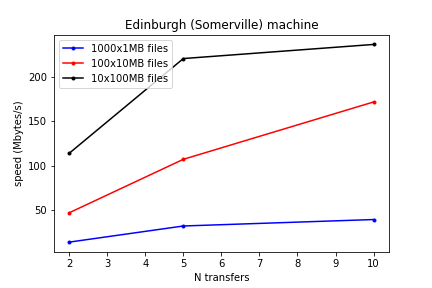 Edinburgh (Somerville) machine
1000x1MB files
100x10MB files
10x100MB files
speed (Mbytes/s)
200
150
100
50
2 3 4 5 6 7 8 9 10
N transfers